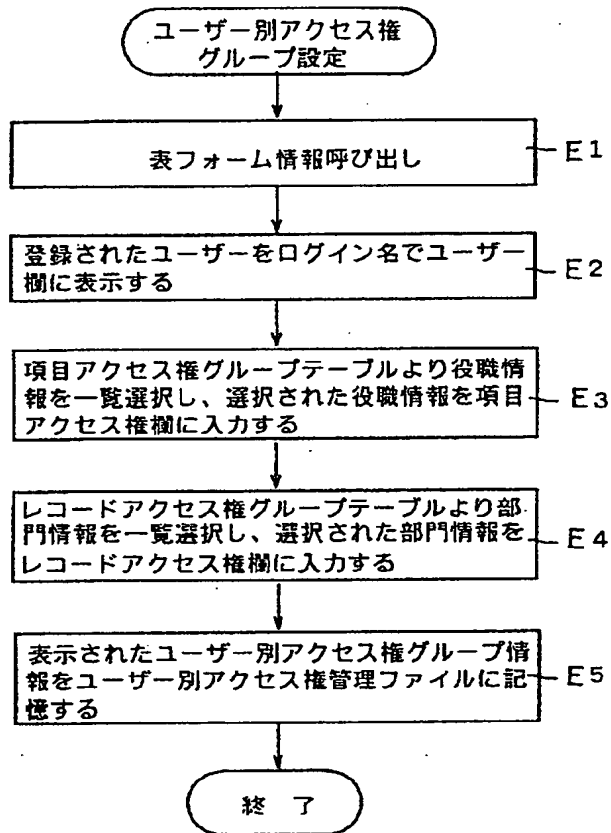 ユーザー別アクセス権
グループ設定
表フォーム情報呼び出し
E1
登録されたユーザーをログイン名でユーザー
欄に表示する
E2
項目アクセス権グループテーブルより役職情
報を一覧選択し、選択された役職情報を項目
アクセス権欄に入力する
E3
レコードアクセス権グループテーブルより部
門情報を一覧選択し、選択された部門情報を
レコードアクセス権欄に入力する
E4
表示されたユーザー別アクセス権グループ情
報をユーザー別アクセス権管理ファイルに記
憶する
E5
終了